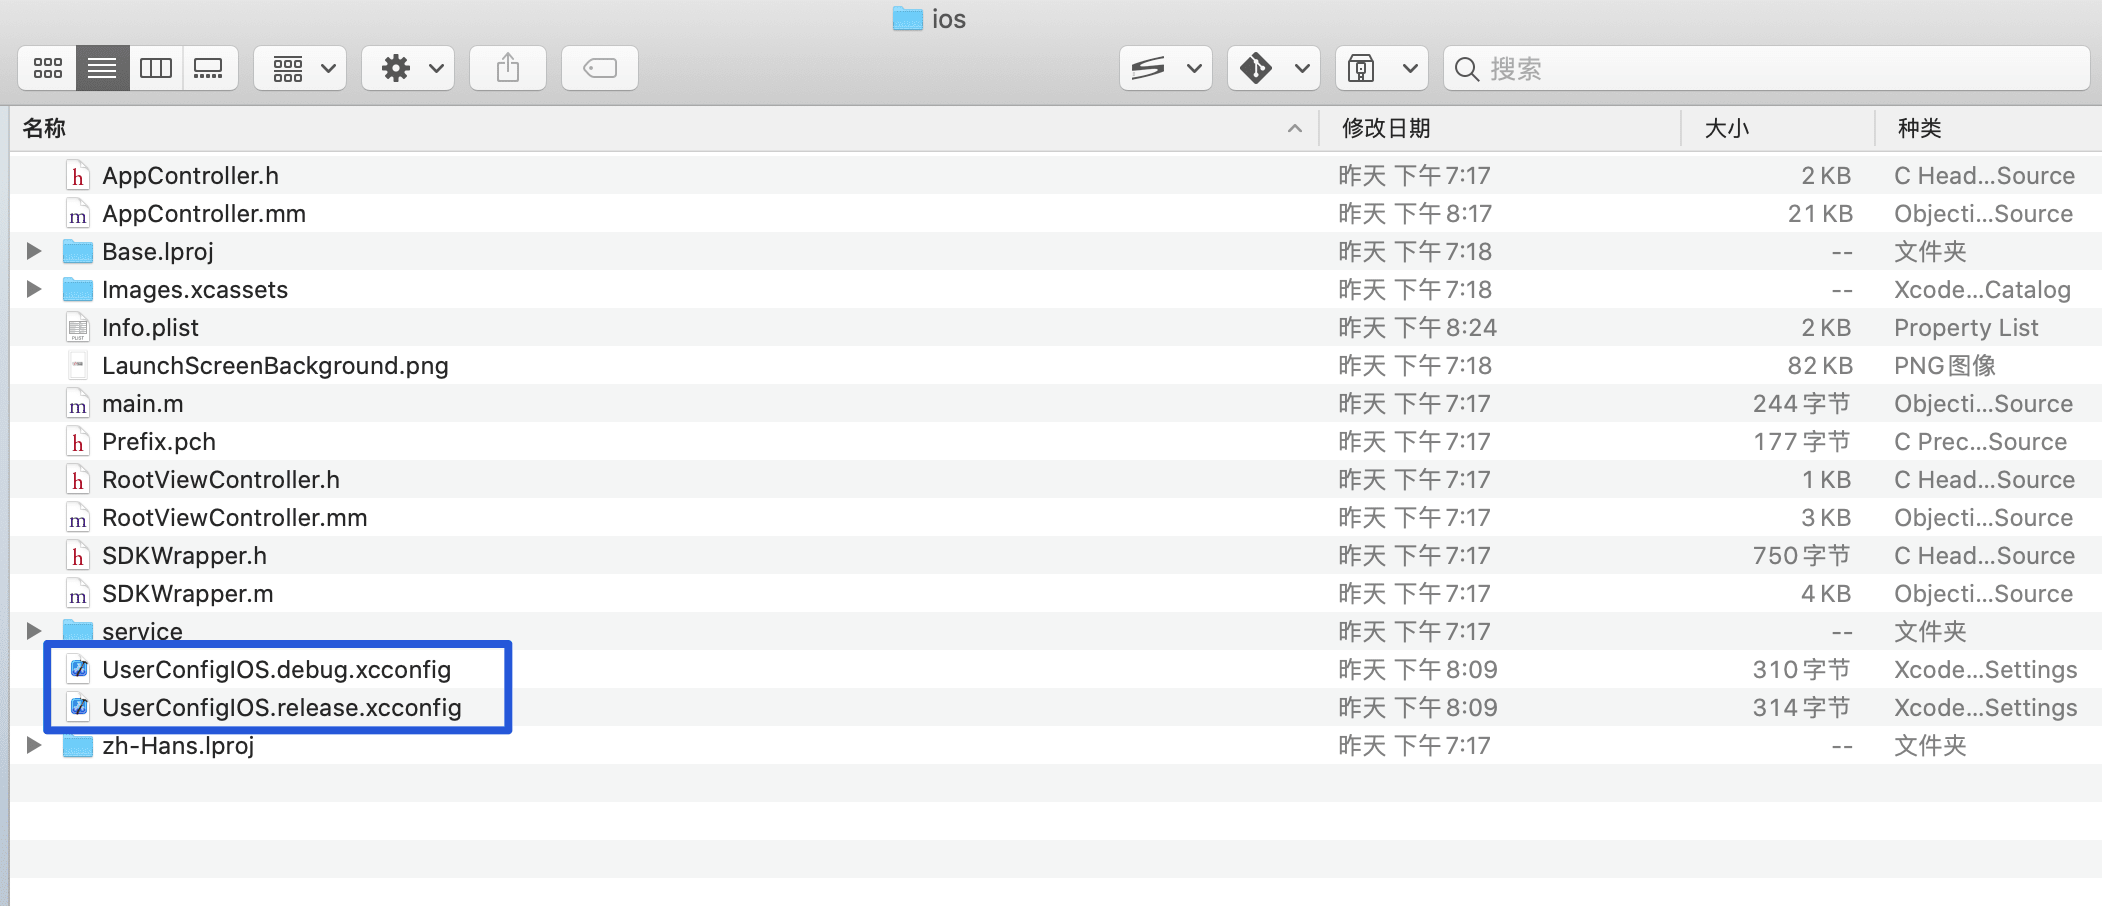 ios
搜索
名称 修改日期 大小 种类
AppController.h 昨天 下午7:17 2 KB C Head...Source
AppController.mm 昨天 下午8:17 21 KB Objecti...Source
Base.lproj 昨天 下午7:18 -- 文件夹
Images.xcassets 昨天 下午7:18 -- Xcode...Catalog
Info.plist 昨天 下午8:24 2 KB Property List
LaunchScreenBackground.png 昨天 下午7:18 82 KB PNG图像
main.m 昨天 下午7:17 244 字节 Objecti...Source
Prefix.pch 昨天 下午7:17 177 字节 C Prec...Source
RootViewController.h 昨天 下午7:17 1 KB C Head...Source
RootViewController.mm 昨天 下午7:17 3 KB Objecti...Source
SDKWrapper.h 昨天 下午7:17 750 字节 C Head...Source
SDKWrapper.m 昨天 下午7:17 4 KB Objecti...Source
service 昨天 下午7:17 -- 文件夹
UserConfigIOS.debug.xcconfig 昨天 下午8:09 310 字节 Xcode...Settings
UserConfigIOS.release.xcconfig 昨天 下午8:09 314 字节 Xcode...Settings
zh-Hans.lproj 昨天 下午7:17 -- 文件夹